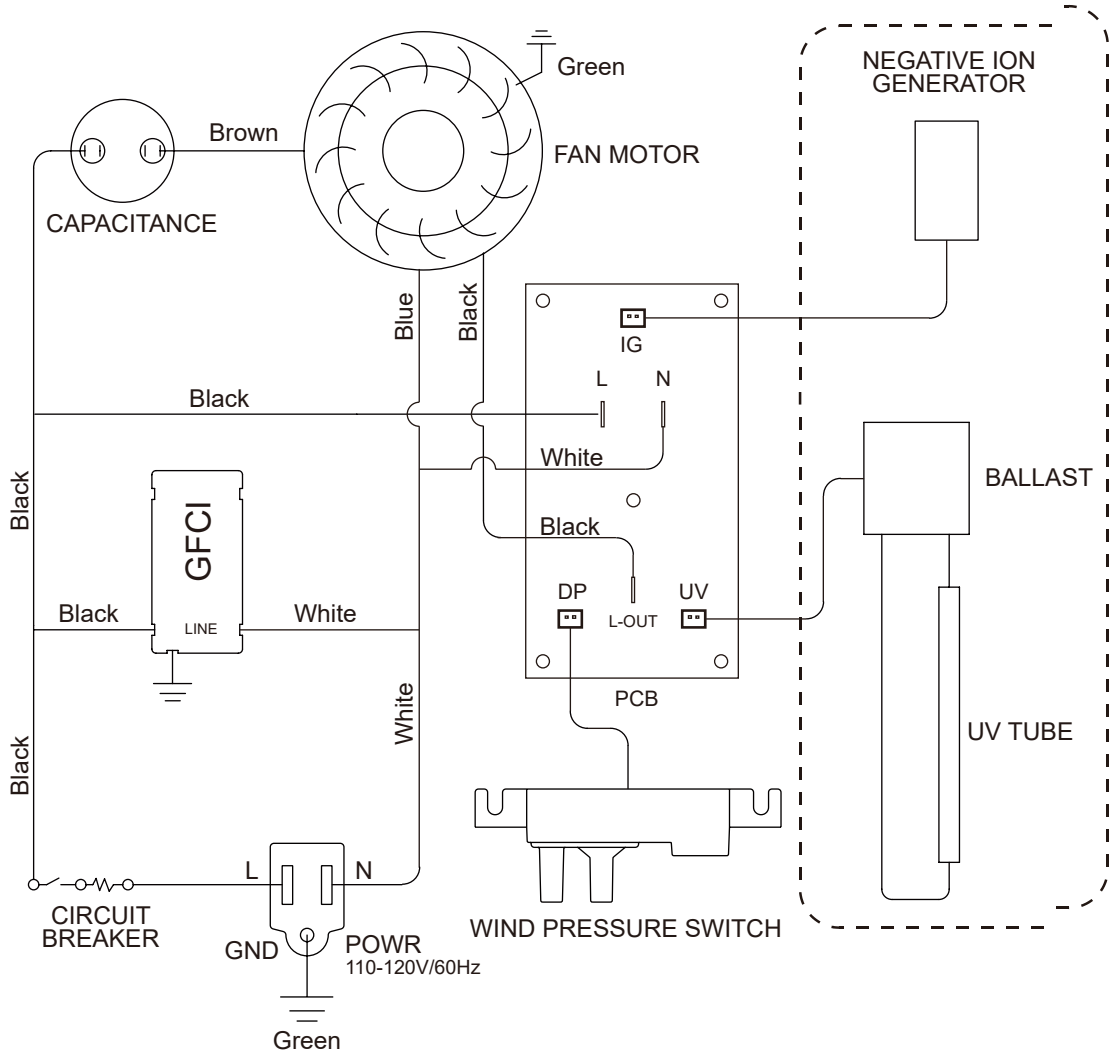 NEGATIVE ION
GENERATOR
Green
Brown
FAN MOTOR
CAPACITANCE
Blue
Black
IG
L
N
Black
White
Black
GFCI
BALLAST
Black
DP
UV
Black
White
LINE
L-OUT
PCB
White
UV TUBE
Black
L
N
CIRCUIT
BREAKER
WIND PRESSURE SWITCH
GND
POWR
110-120V/60Hz
Green